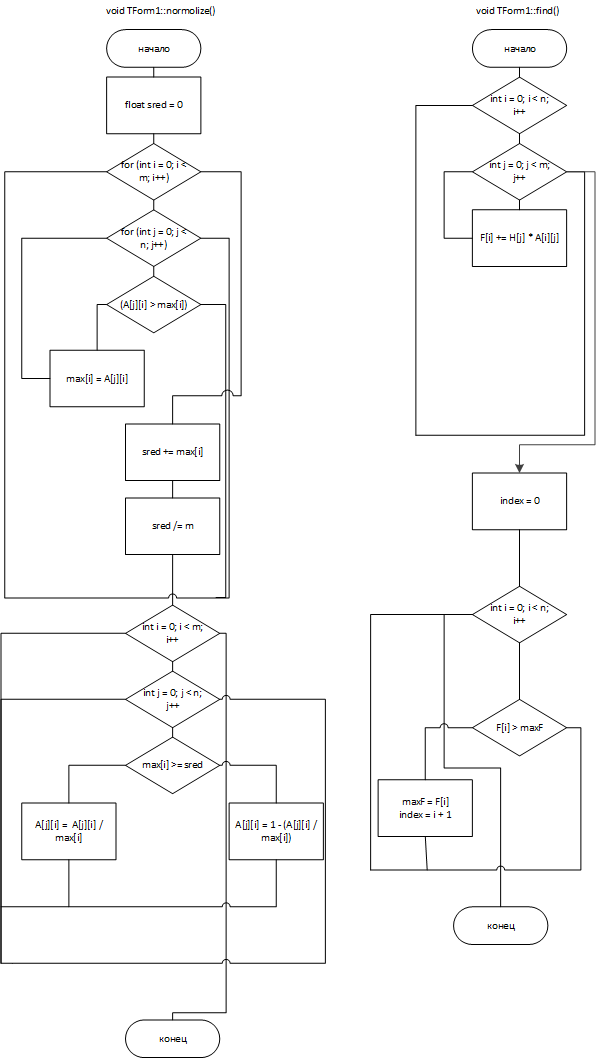 void TForm1::normolize()
начало
float sred = 0
for (int i = 0; i <
m; i++)
for (int j = 0; j <
n; j++)
(A[j][i] > max[i])
max[i] = A[j][i]
sred += max[i]
sred /= m
int i = 0; i < m;
i++
int j = 0; j < n;
j++
max[i] >= sred
A[j][i] = A[j][i] /
max[i]
A[j][i] = 1 - (A[j][i] /
max[i])
конец
void TForm1::find()
начало
int i = 0; i < n;
i++
int j = 0; j < m;
j++
F[i] += H[j] * A[i][j]
index = 0
int i = 0; i < n;
i++
F[i] > maxF
maxF = F[i]
index = i + 1
конец